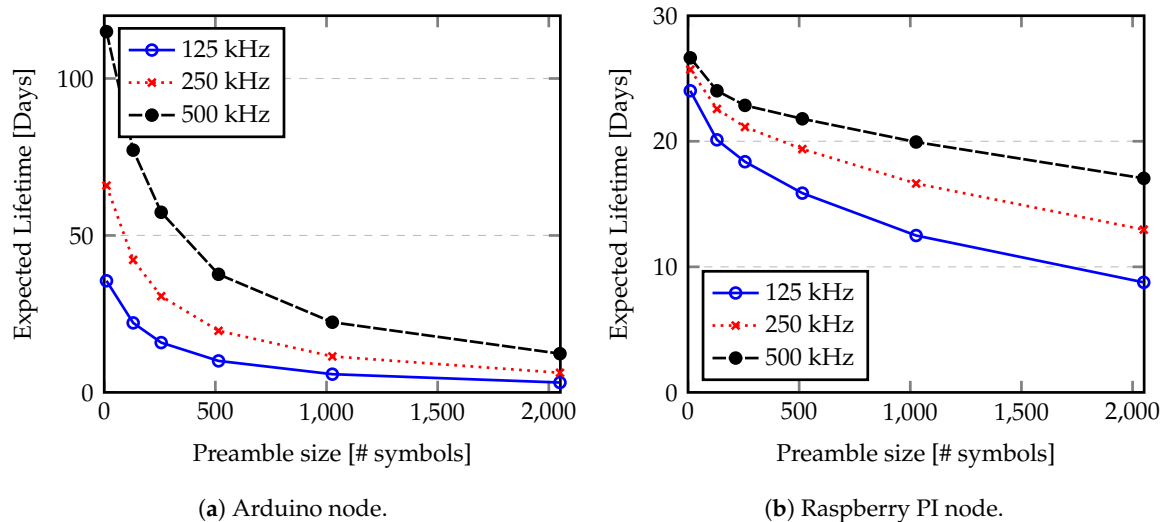 100
50
0
0
500
1,000
1,500
2,000
Expected Lifetime [Days]
Preamble size [# symbols]
125 kHz
250 kHz
500 kHz
(a) Arduino node.
30
20
10
0
0
500
1,000
1,500
2,000
Expected Lifetime [Days]
Preamble size [# symbols]
125 kHz
250 kHz
500 kHz
(b) Raspberry PI node.